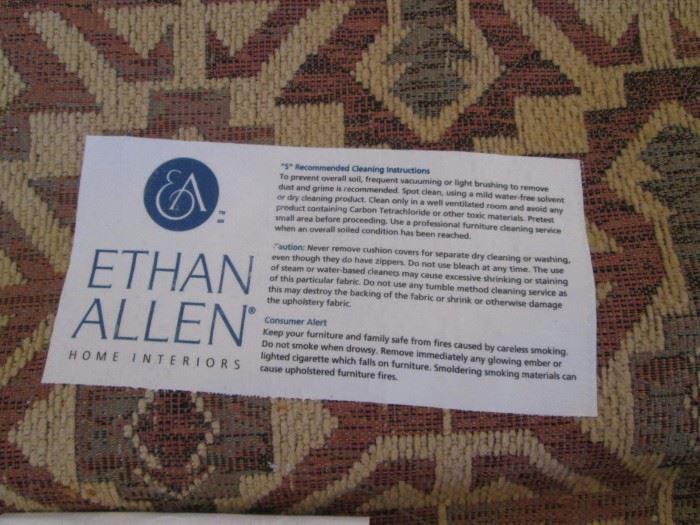 EA
TM
SM
ETHAN
ALLEN®
HOME INTERIORS
"S" Recommended Cleaning Instructions
To prevent overall soil, frequent vacuuming or light brushing to remove
dust and grime is recommended. Spot clean, using a mild water-free solvent
or dry cleaning product. Clean only in a well ventilated room and avoid any
product containing Carbon Tetrachloride or other toxic materials. Pretest
small area before proceeding. Use a professional furniture cleaning service
when an overall soiled condition has been reached.
Caution: Never remove cushion covers for separate dry cleaning or washing,
even though they do have zippers. Do not use bleach at any time. The use
of steam or water-based cleaners may cause excessive shrinking or staining
of this particular fabric. Do not use any tumble method cleaning service as
this may destroy the backing of the fabric or shrink or otherwise damage
the upholstery fabric.
Consumer Alert
Keep your furniture and family safe from fires caused by careless smoking.
Do not smoke when drowsy. Remove immediately any glowing ember or
lighted cigarette which falls on furniture. Smoldering smoking materials can
cause upholstered furniture fires.